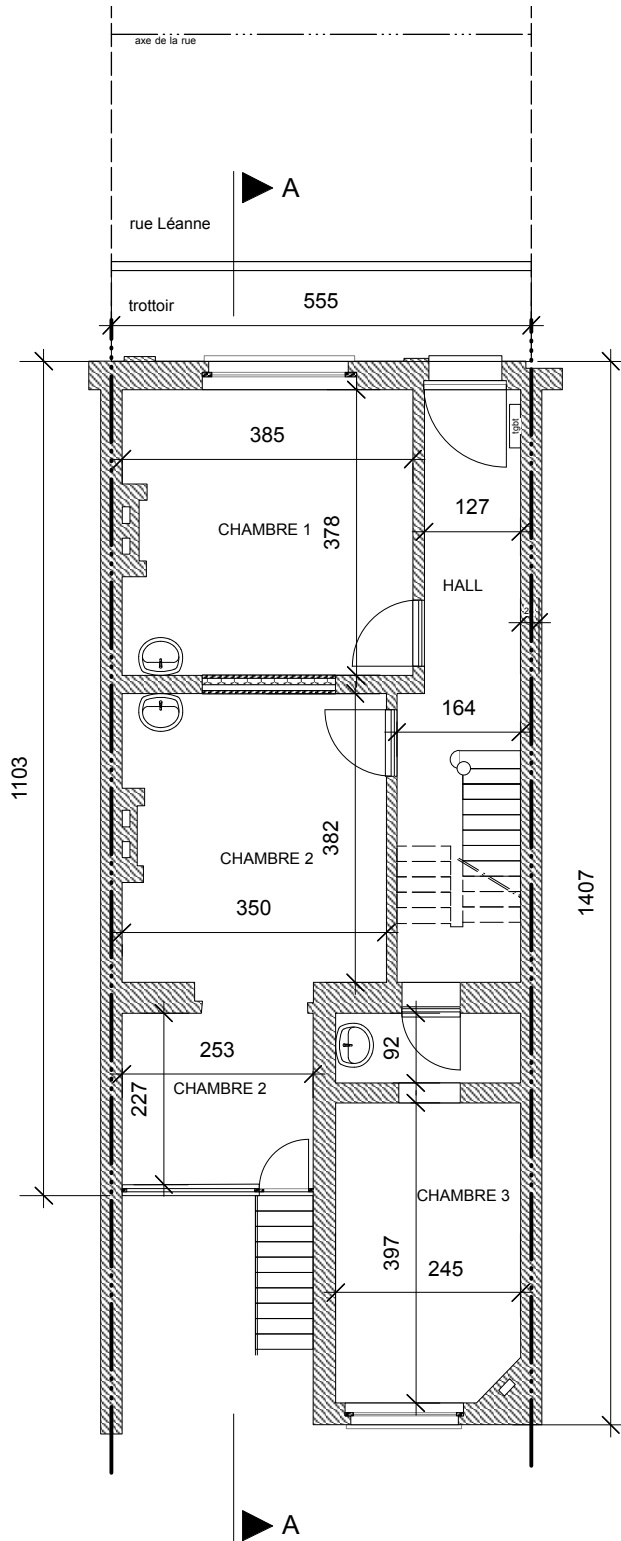 axe de la rue
A
rue Léanne
trottoir
555
385
tgbt
127
CHAMBRE 1
378
HALL
164
1103
382
CHAMBRE 2
1407
350
92
253
CHAMBRE 2
227
CHAMBRE 3
397
245
A